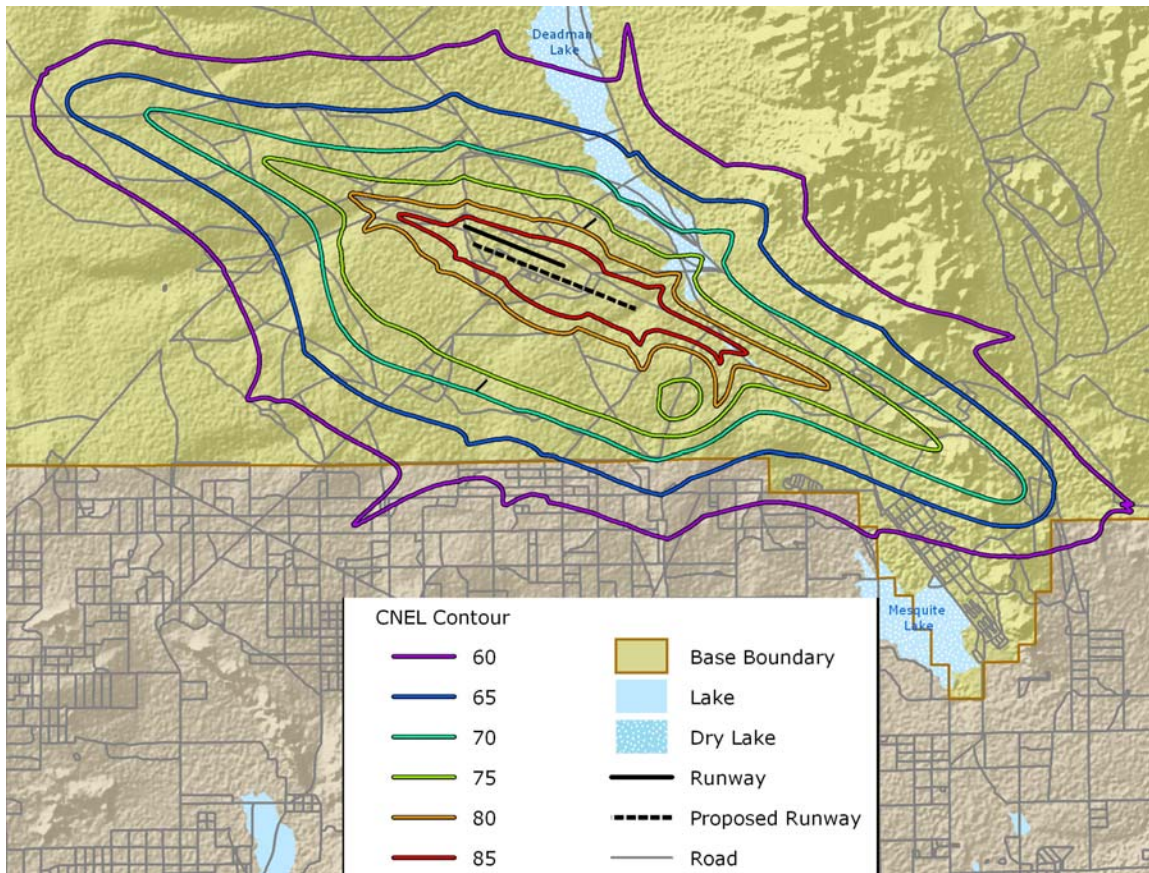 Deadman
Lake
Mesquite
Lake
CNEL Contour
60
65
70
75
80
85
Base Boundary
Lake
Dry Lake
Runway
Proposed Runway
Road